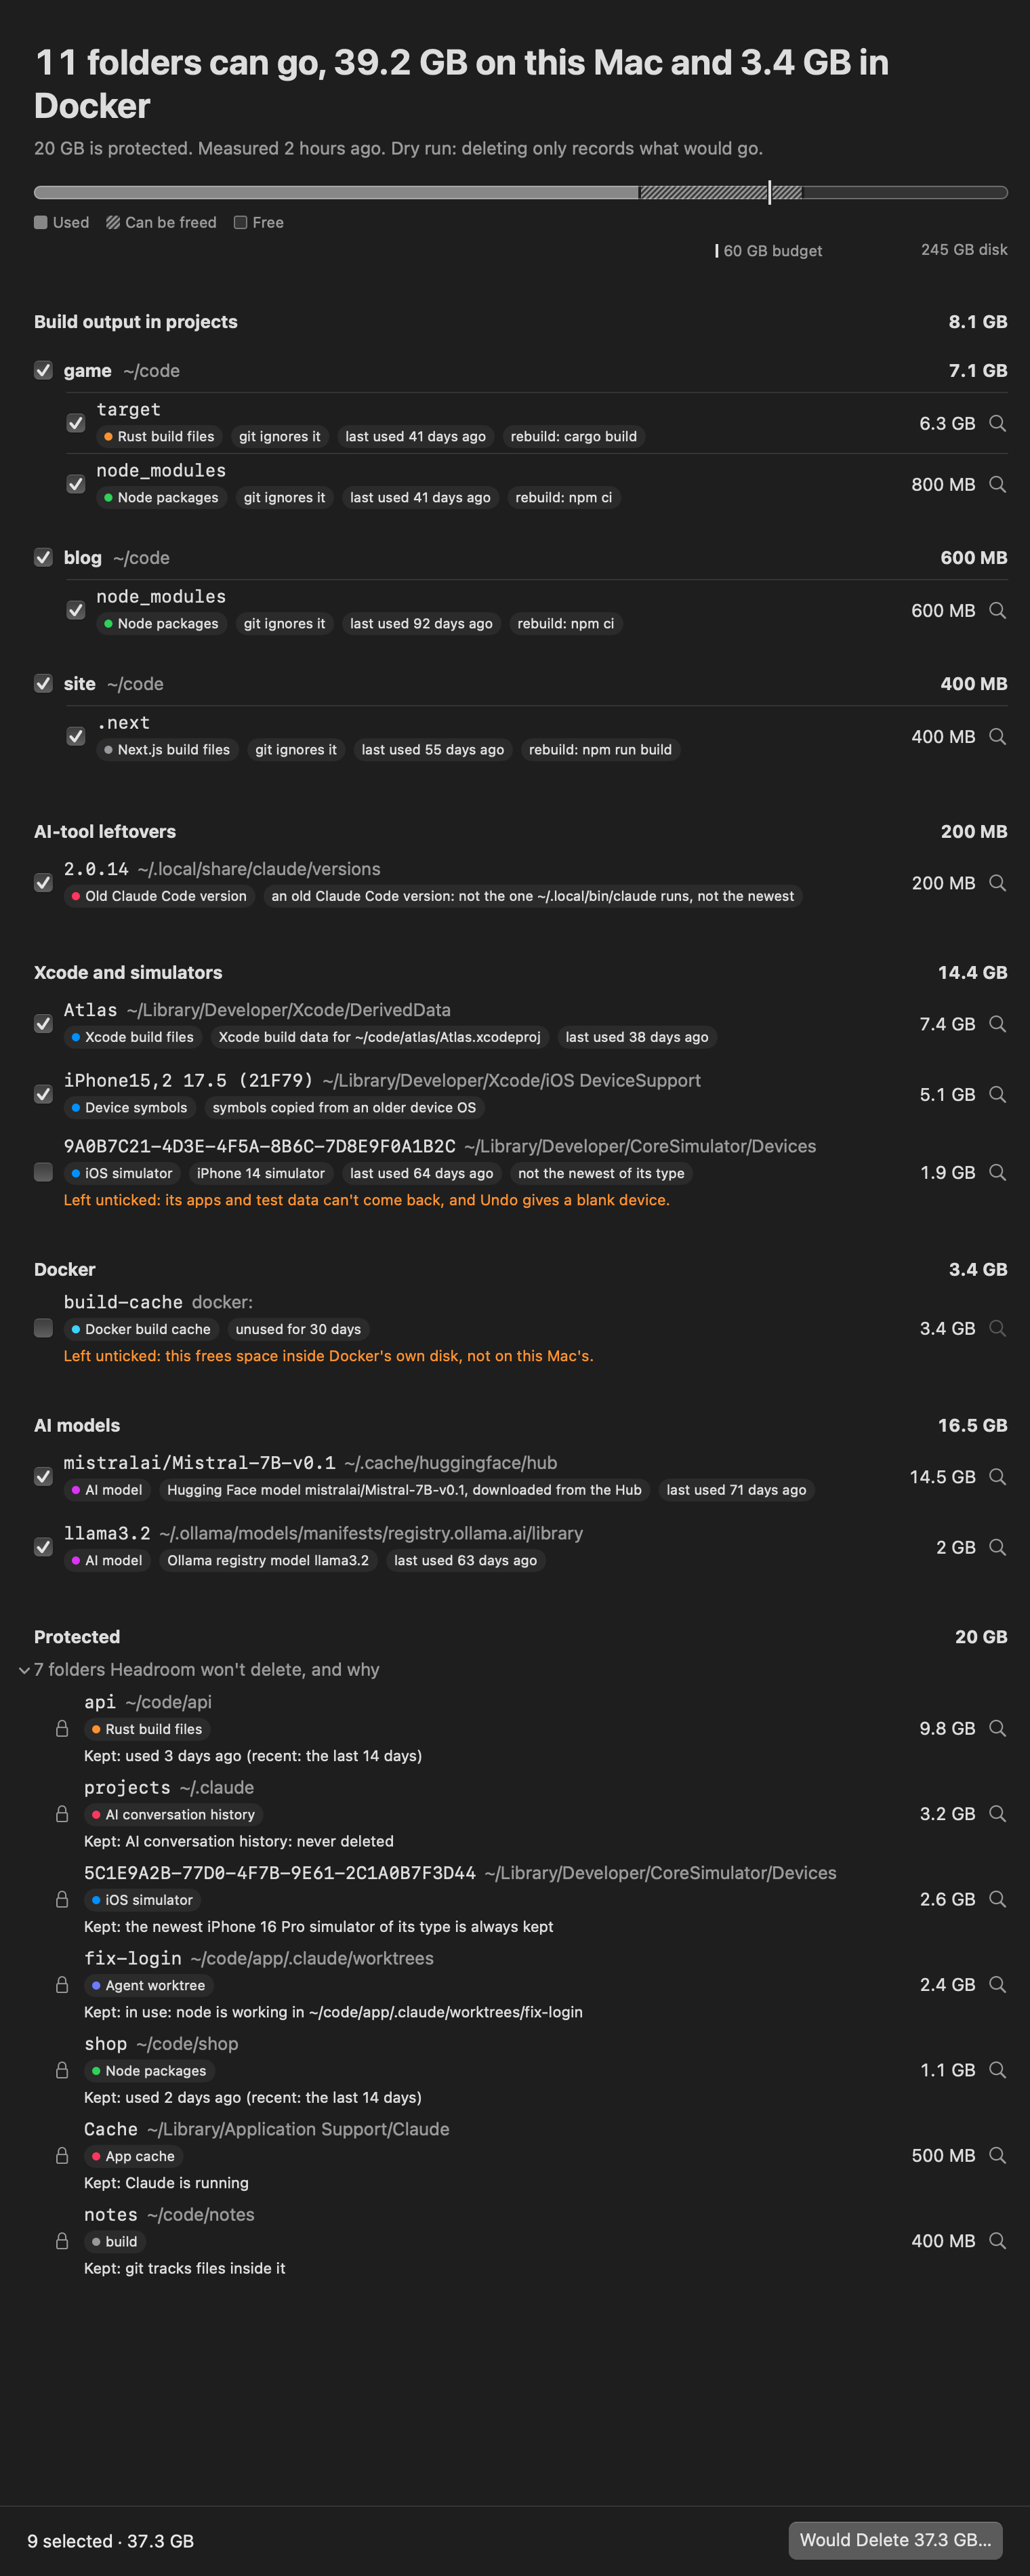 11 folders can go, 39.2 GB on this Mac and 3.4 GB in
Docker
20 GB is protected. Measured 2 hours ago. Dry run: deleting only records what would go.
Used Can be freed Free
60 GB budget 245 GB disk
Build output in projects 8.1 GB
game ~/code 7.1 GB
target
Rust build files git ignores it last used 41 days ago rebuild: cargo build 6.3 GB
node_modules
Node packages git ignores it last used 41 days ago rebuild: npm ci 800 MB
blog ~/code 600 MB
node_modules
Node packages git ignores it last used 92 days ago rebuild: npm ci 600 MB
site ~/code 400 MB
.next
Next.js build files git ignores it last used 55 days ago rebuild: npm run build 400 MB
AI-tool leftovers 200 MB
2.0.14 ~/.local/share/claude/versions
Old Claude Code version an old Claude Code version: not the one ~/.local/bin/claude runs, not the newest 200 MB
Xcode and simulators 14.4 GB
Atlas ~/Library/Developer/Xcode/DerivedData
Xcode build files Xcode build data for ~/code/atlas/Atlas.xcodeproj last used 38 days ago 7.4 GB
iPhone15,2 17.5 (21F79) ~/Library/Developer/Xcode/iOS DeviceSupport
Device symbols symbols copied from an older device OS 5.1 GB
9A0B7C21-4D3E-4F5A-8B6C-7D8E9F0A1B2C ~/Library/Developer/CoreSimulator/Devices
iOS simulator iPhone 14 simulator last used 64 days ago not the newest of its type 1.9 GB
Left unticked: its apps and test data can't come back, and Undo gives a blank device.
Docker 3.4 GB
build-cache docker:
Docker build cache unused for 30 days 3.4 GB
Left unticked: this frees space inside Docker's own disk, not on this Mac's.
AI models 16.5 GB
mistralai/Mistral-7B-v0.1 ~/.cache/huggingface/hub
AI model Hugging Face model mistralai/Mistral-7B-v0.1, downloaded from the Hub last used 71 days ago 14.5 GB
llama3.2 ~/.ollama/models/manifests/registry.ollama.ai/library
AI model Ollama registry model llama3.2 last used 63 days ago 2 GB
Protected 20 GB
7 folders Headroom won't delete, and why
api ~/code/api
Rust build files 9.8 GB
Kept: used 3 days ago (recent: the last 14 days)
projects ~/.claude
AI conversation history 3.2 GB
Kept: AI conversation history: never deleted
5C1E9A2B-77D0-4F7B-9E61-2C1A0B7F3D44 ~/Library/Developer/CoreSimulator/Devices
iOS simulator 2.6 GB
Kept: the newest iPhone 16 Pro simulator of its type is always kept
fix-login ~/code/app/.claude/worktrees
Agent worktree 2.4 GB
Kept: in use: node is working in ~/code/app/.claude/worktrees/fix-login
shop ~/code/shop
Node packages 1.1 GB
Kept: used 2 days ago (recent: the last 14 days)
Cache ~/Library/Application Support/Claude
App cache 500 MB
Kept: Claude is running
notes ~/code/notes
build 400 MB
Kept: git tracks files inside it
9 selected · 37.3 GB Would Delete 37.3 GB...